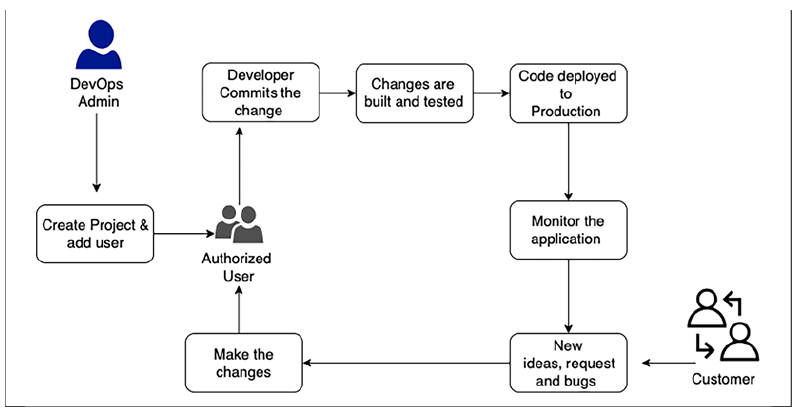 DevOps
Admin
Developer
Commits the
change
Changes are
built and tested
Code deployed
to
Production
Create Project &
add user
Authorized
User
Monitor the
application
Make the
changes
New
ideas, request
and bugs
Customer